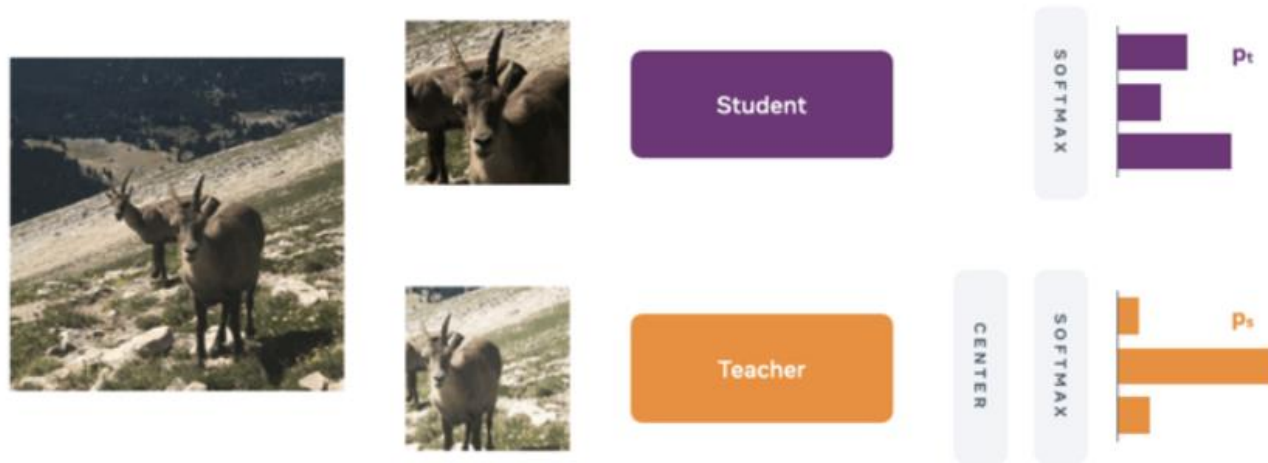 Student
SOFTMAX
pt
Teacher
CENTER
SOFTMAX
ps